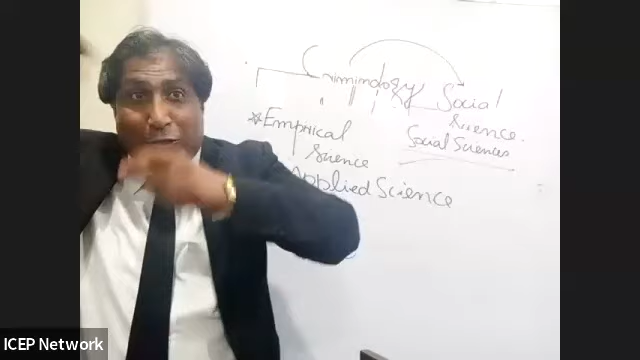 Criminology
Social
Science.
Social Sciences
*Empirical
Science
Applied Science
ICEP Network